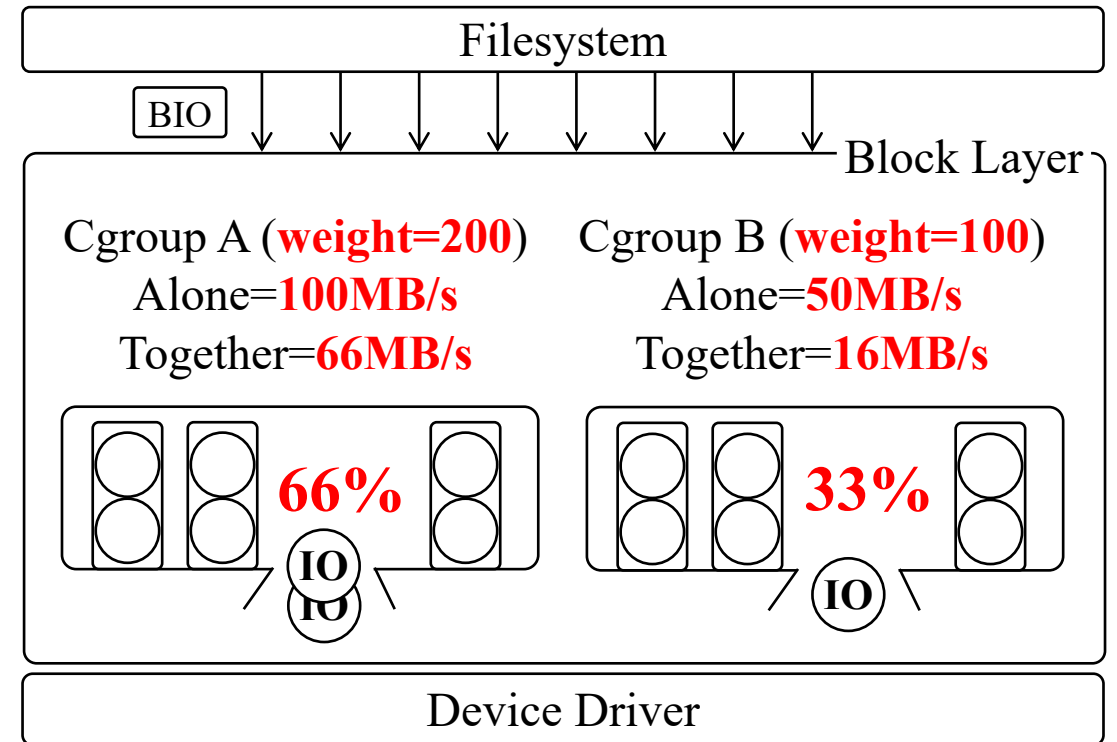 Filesystem
BIO
Block Layer
Cgroup A (weight=200)
Alone=100MB/s
Together=66MB/s
Cgroup B (weight=100)
Alone=50MB/s
Together=16MB/s
66%
IO
IO
33%
IO
Device Driver